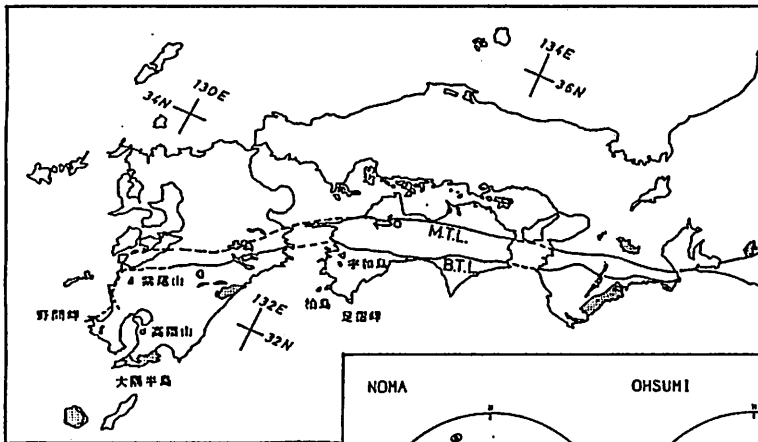 134E
36N
130E
34N
M.T.L.
B.T.L.
宇和島
紫尾山
柏島
足摺岬
132E
32N
野間岬
高隈山
大隅半島
NOMA
OHSUMI
N
N